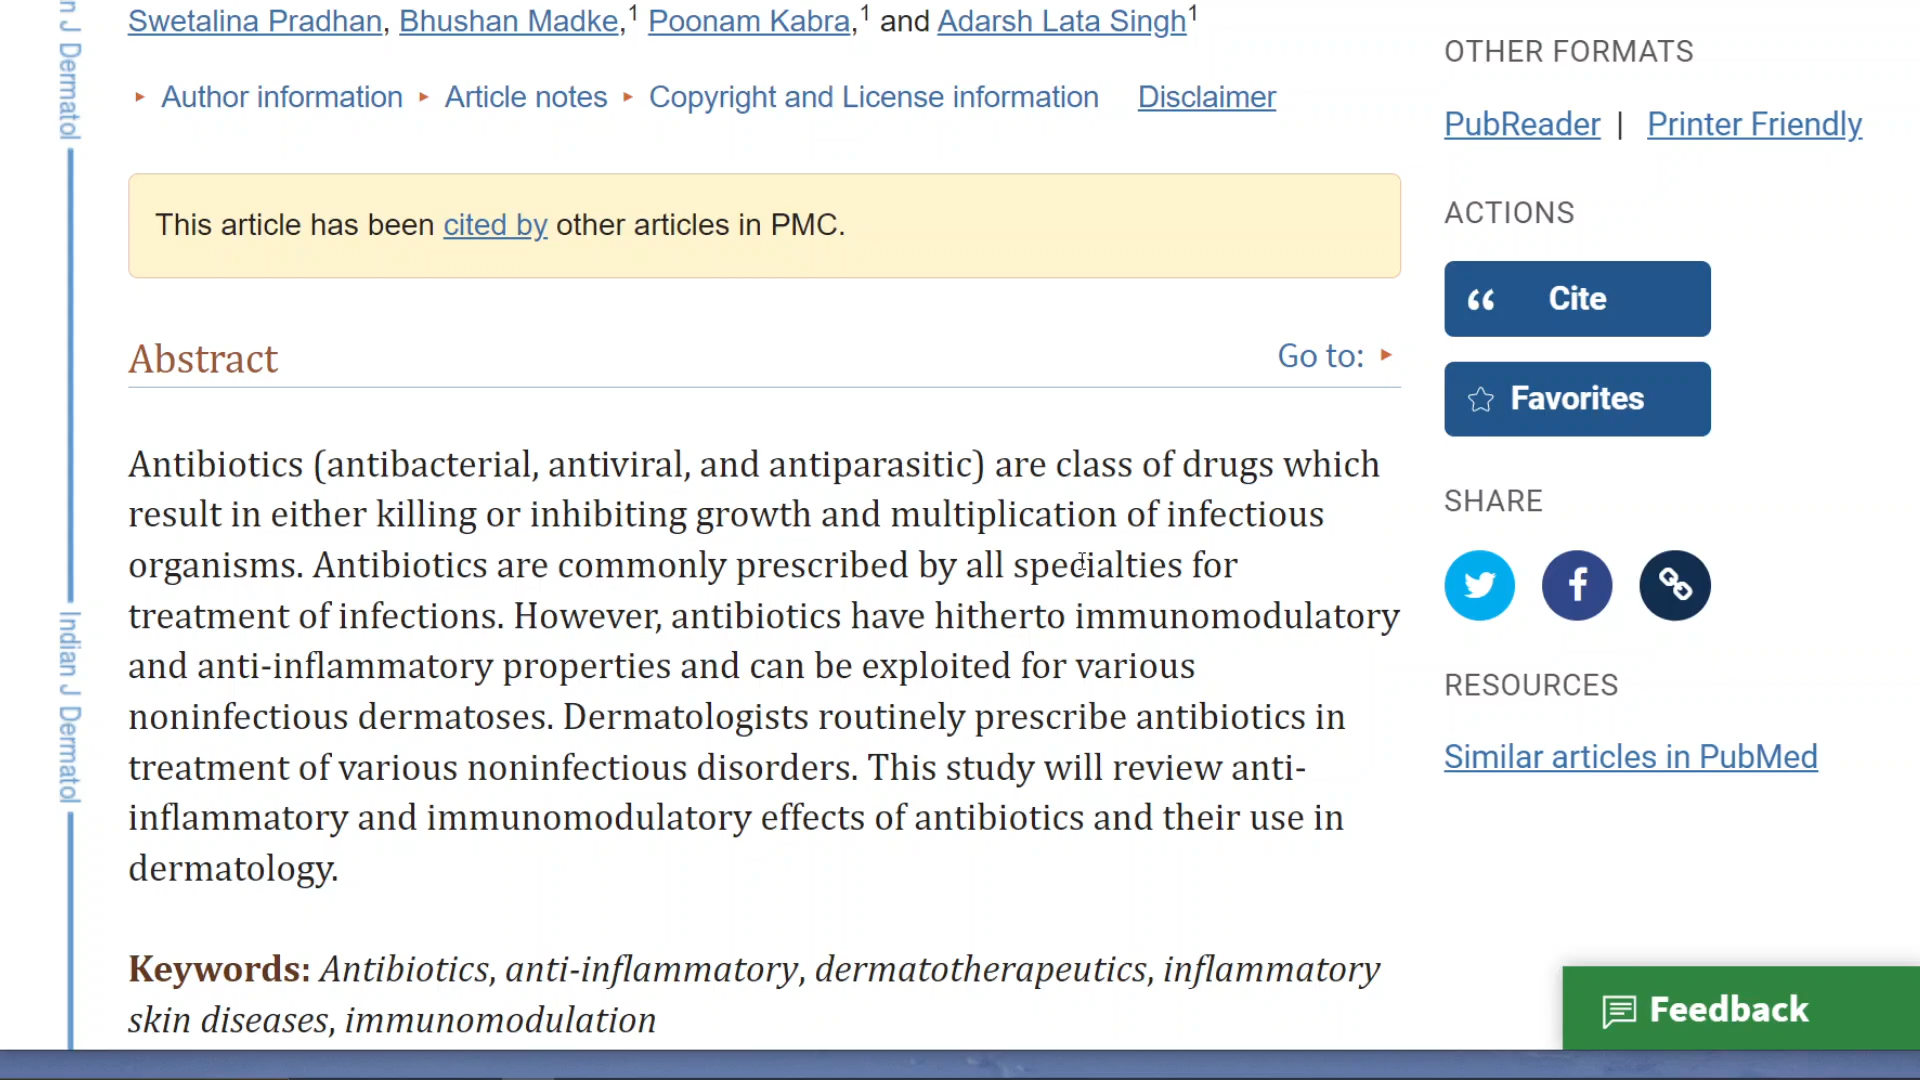 Swetalina Pradhan, Bhushan Madke,1 Poonam Kabra,1 and Adarsh Lata Singh1
Author information Article notes Copyright and License information Disclaimer
This article has been cited by other articles in PMC.
Abstract
Go to:
Antibiotics (antibacterial, antiviral, and antiparasitic) are class of drugs which
result in either killing or inhibiting growth and multiplication of infectious
organisms. Antibiotics are commonly prescribed by all specialties for
treatment of infections. However, antibiotics have hitherto immunomodulatory
and anti-inflammatory properties and can be exploited for various
noninfectious dermatoses. Dermatologists routinely prescribe antibiotics in
treatment of various noninfectious disorders. This study will review anti-
inflammatory and immunomodulatory effects of antibiotics and their use in
dermatology.
Keywords: Antibiotics, anti-inflammatory, dermatotherapeutics, inflammatory
skin diseases, immunomodulation
n J Dermatol
Indian J Dermatol
OTHER FORMATS
PubReader | Printer Friendly
ACTIONS
Cite
Favorites
SHARE
RESOURCES
Similar articles in PubMed
Feedback